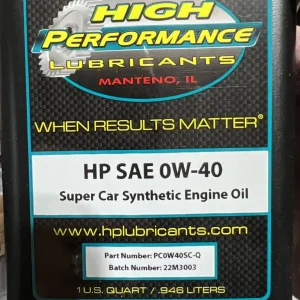 HIGH
PERFORMANCE
LUBRICANTS
MANTENO, IL
WHEN RESULTS MATTER®
HP SAE 0W-40
Super Car Synthetic Engine Oil
www.hplubricants.com
Part Number: PC0W40SC-Q
Batch Number: 22M3003
1 U.S. QUART / .946 LITERS